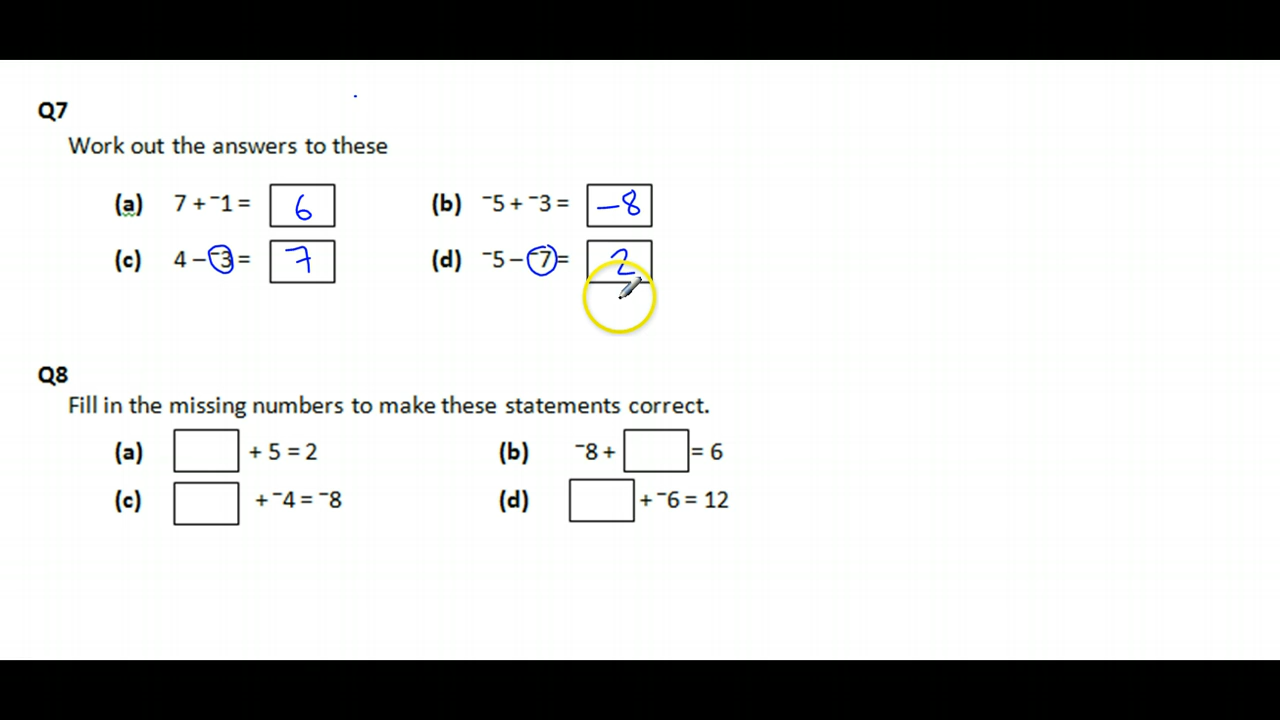 Q7
Work out the answers to these
(a) 7 + ⁻1 = 6 (b) ⁻5 + ⁻3 = -8
(c) 4 – ⁻3 = 7 (d) ⁻5 – ⁻7 = 2
Q8
Fill in the missing numbers to make these statements correct.
(a) + 5 = 2 (b) ⁻8 + = 6
(c) + ⁻4 = ⁻8 (d) + ⁻6 = 12